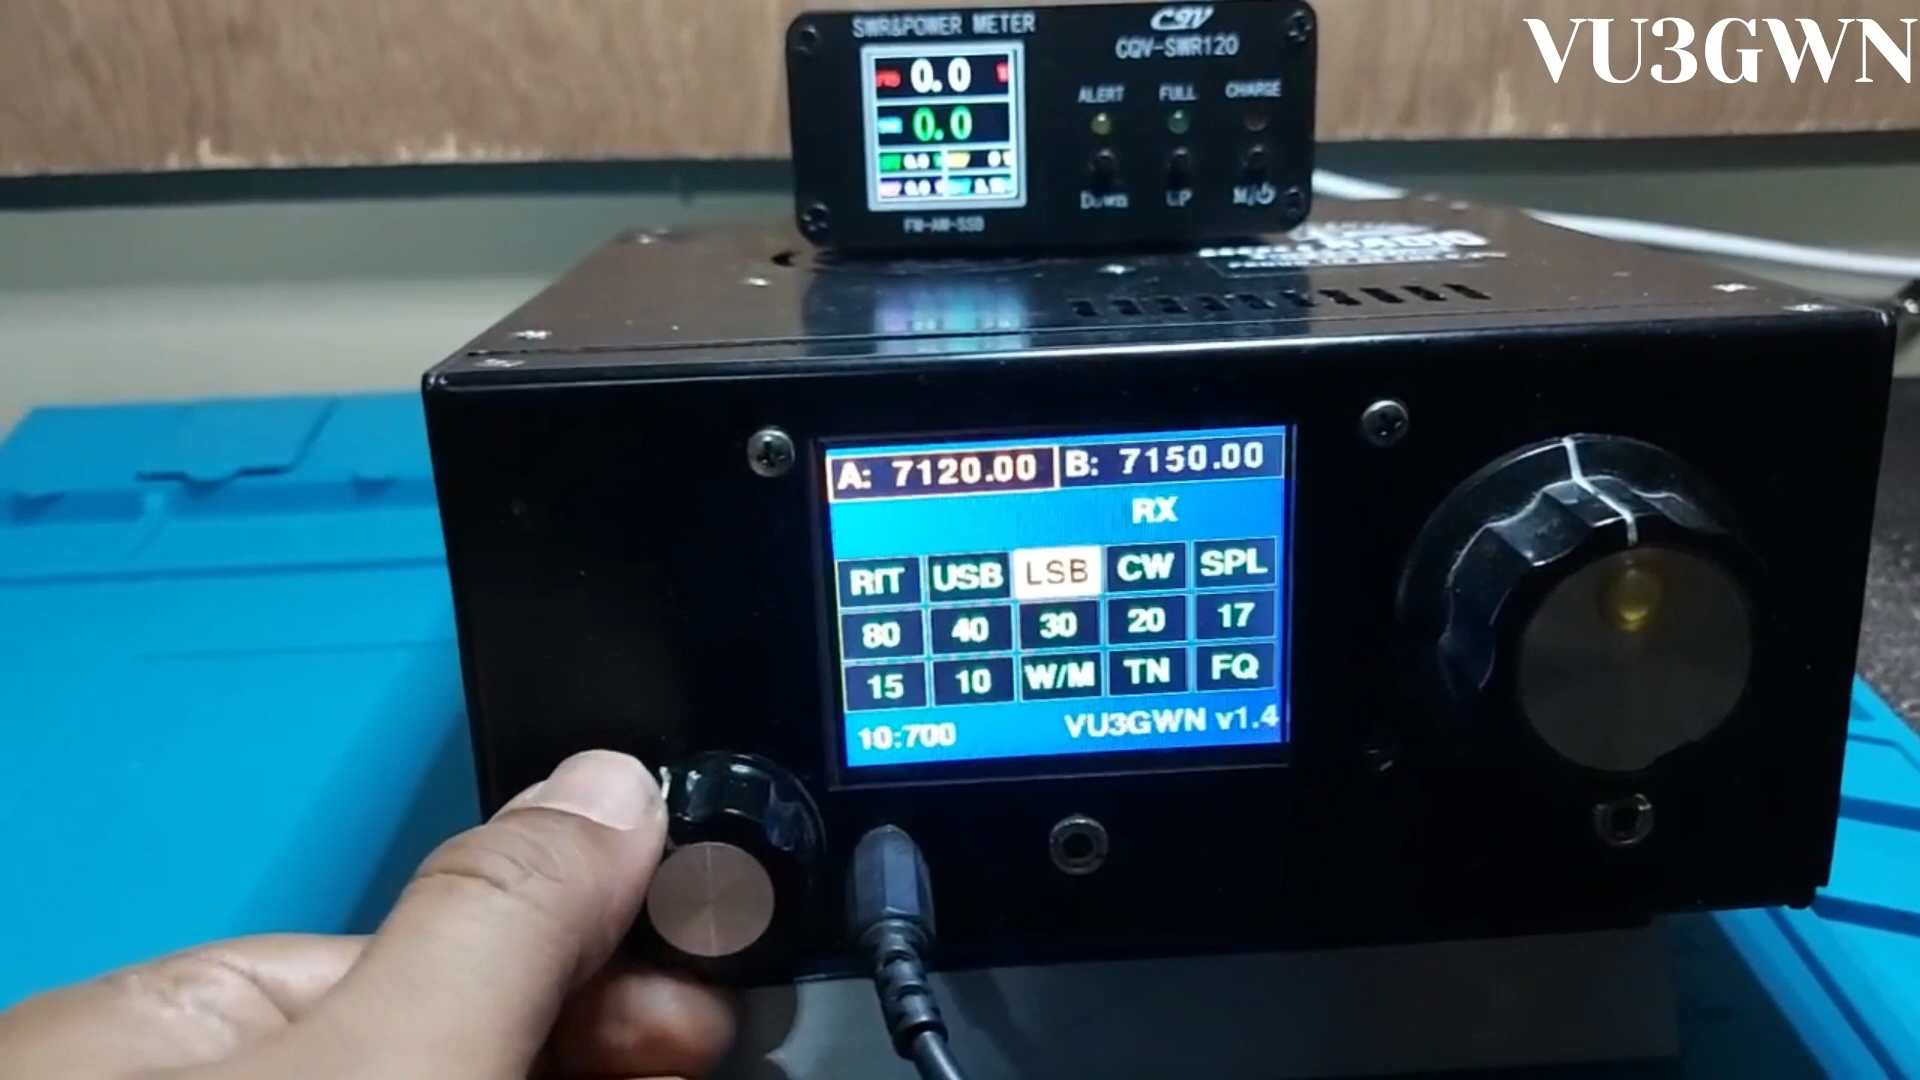 VU3GWN
SWR&POWER METER
CQV
CQV-SWR120
0.0
0.0
ALERT FULL CHARGE
Down UP M/⏻
FM-AM-SSB
A: 7120.00 B: 7150.00
RX
RIT USB LSB CW SPL
80 40 30 20 17
15 10 W/M TN FQ
10:700 VU3GWN v1.4